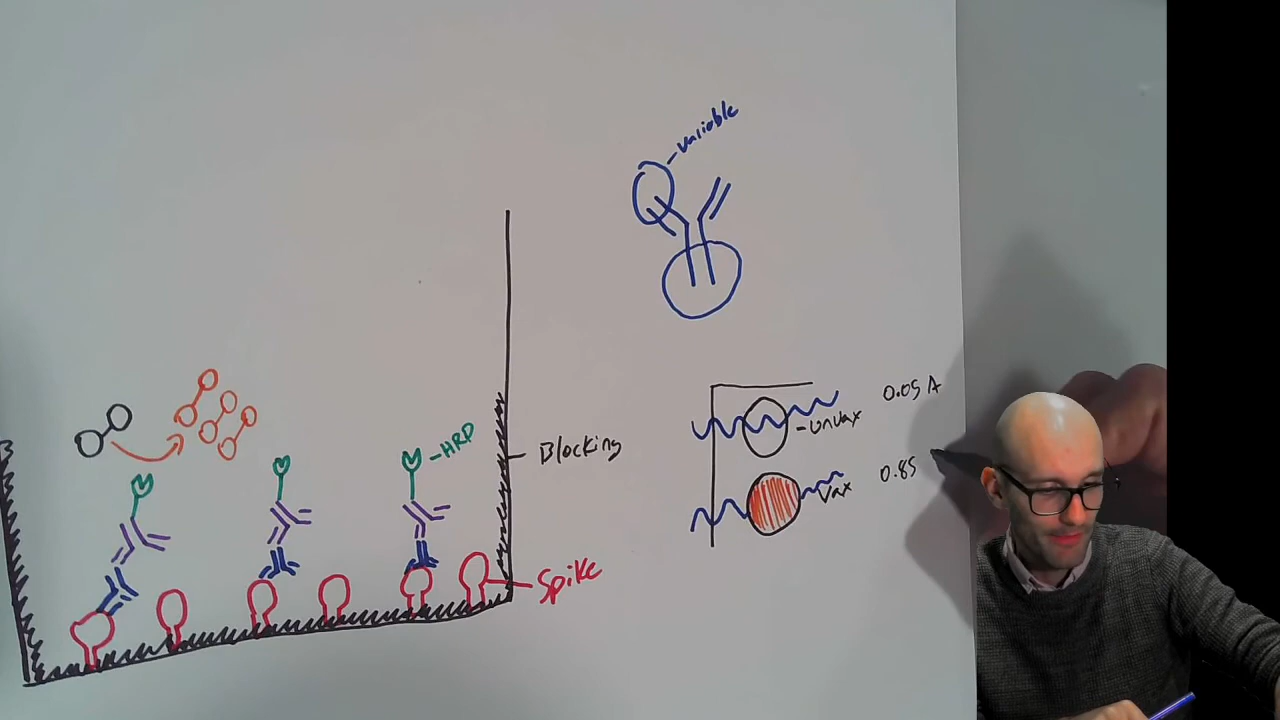 variable
HRP
Blocking
Spike
0.05 A
unvax
0.85
vax